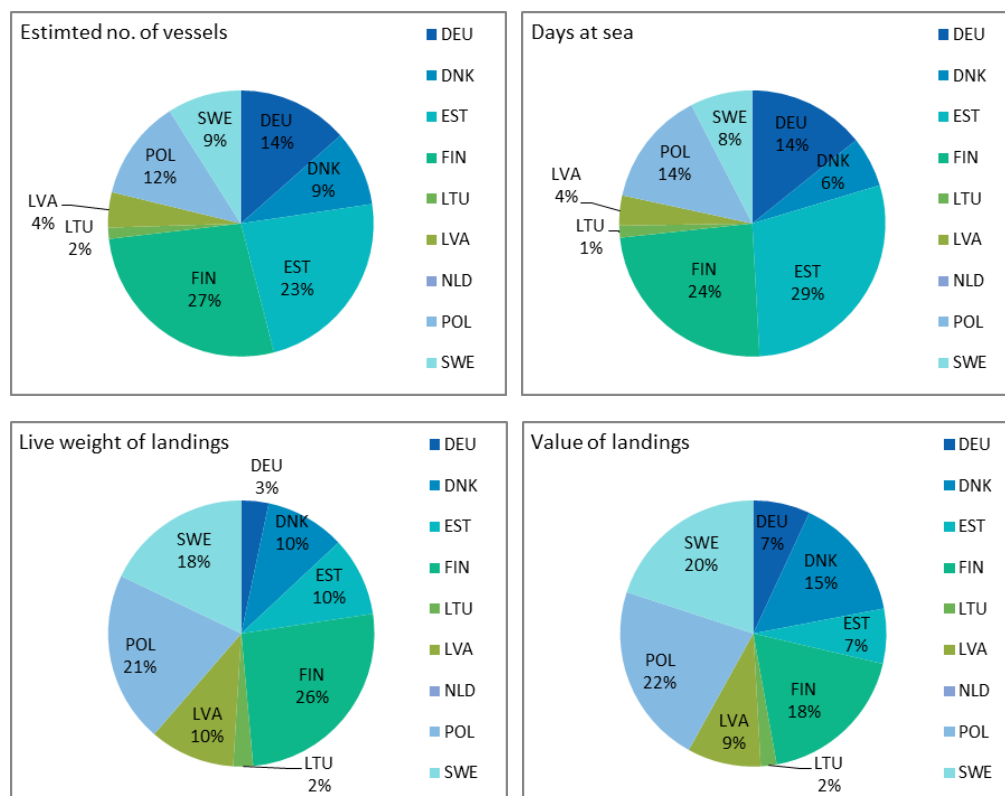 Estimted no. of vessels
SWE
9%
DEU
14%
DNK
9%
EST
23%
FIN
27%
LTU
2%
LVA
4%
POL
12%
DEU
DNK
EST
FIN
LTU
LVA
NLD
POL
SWE
Days at sea
SWE
8%
DEU
14%
DNK
6%
EST
29%
FIN
24%
LTU
1%
LVA
4%
POL
14%
DEU
DNK
EST
FIN
LTU
LVA
NLD
POL
SWE
Live weight of landings
DEU
3%
DNK
10%
EST
10%
FIN
26%
LTU
2%
LVA
10%
POL
21%
SWE
18%
DEU
DNK
EST
FIN
LTU
LVA
NLD
POL
SWE
Value of landings
DEU
7%
DNK
15%
EST
7%
FIN
18%
LTU
2%
LVA
9%
POL
22%
SWE
20%
DEU
DNK
EST
FIN
LTU
LVA
NLD
POL
SWE